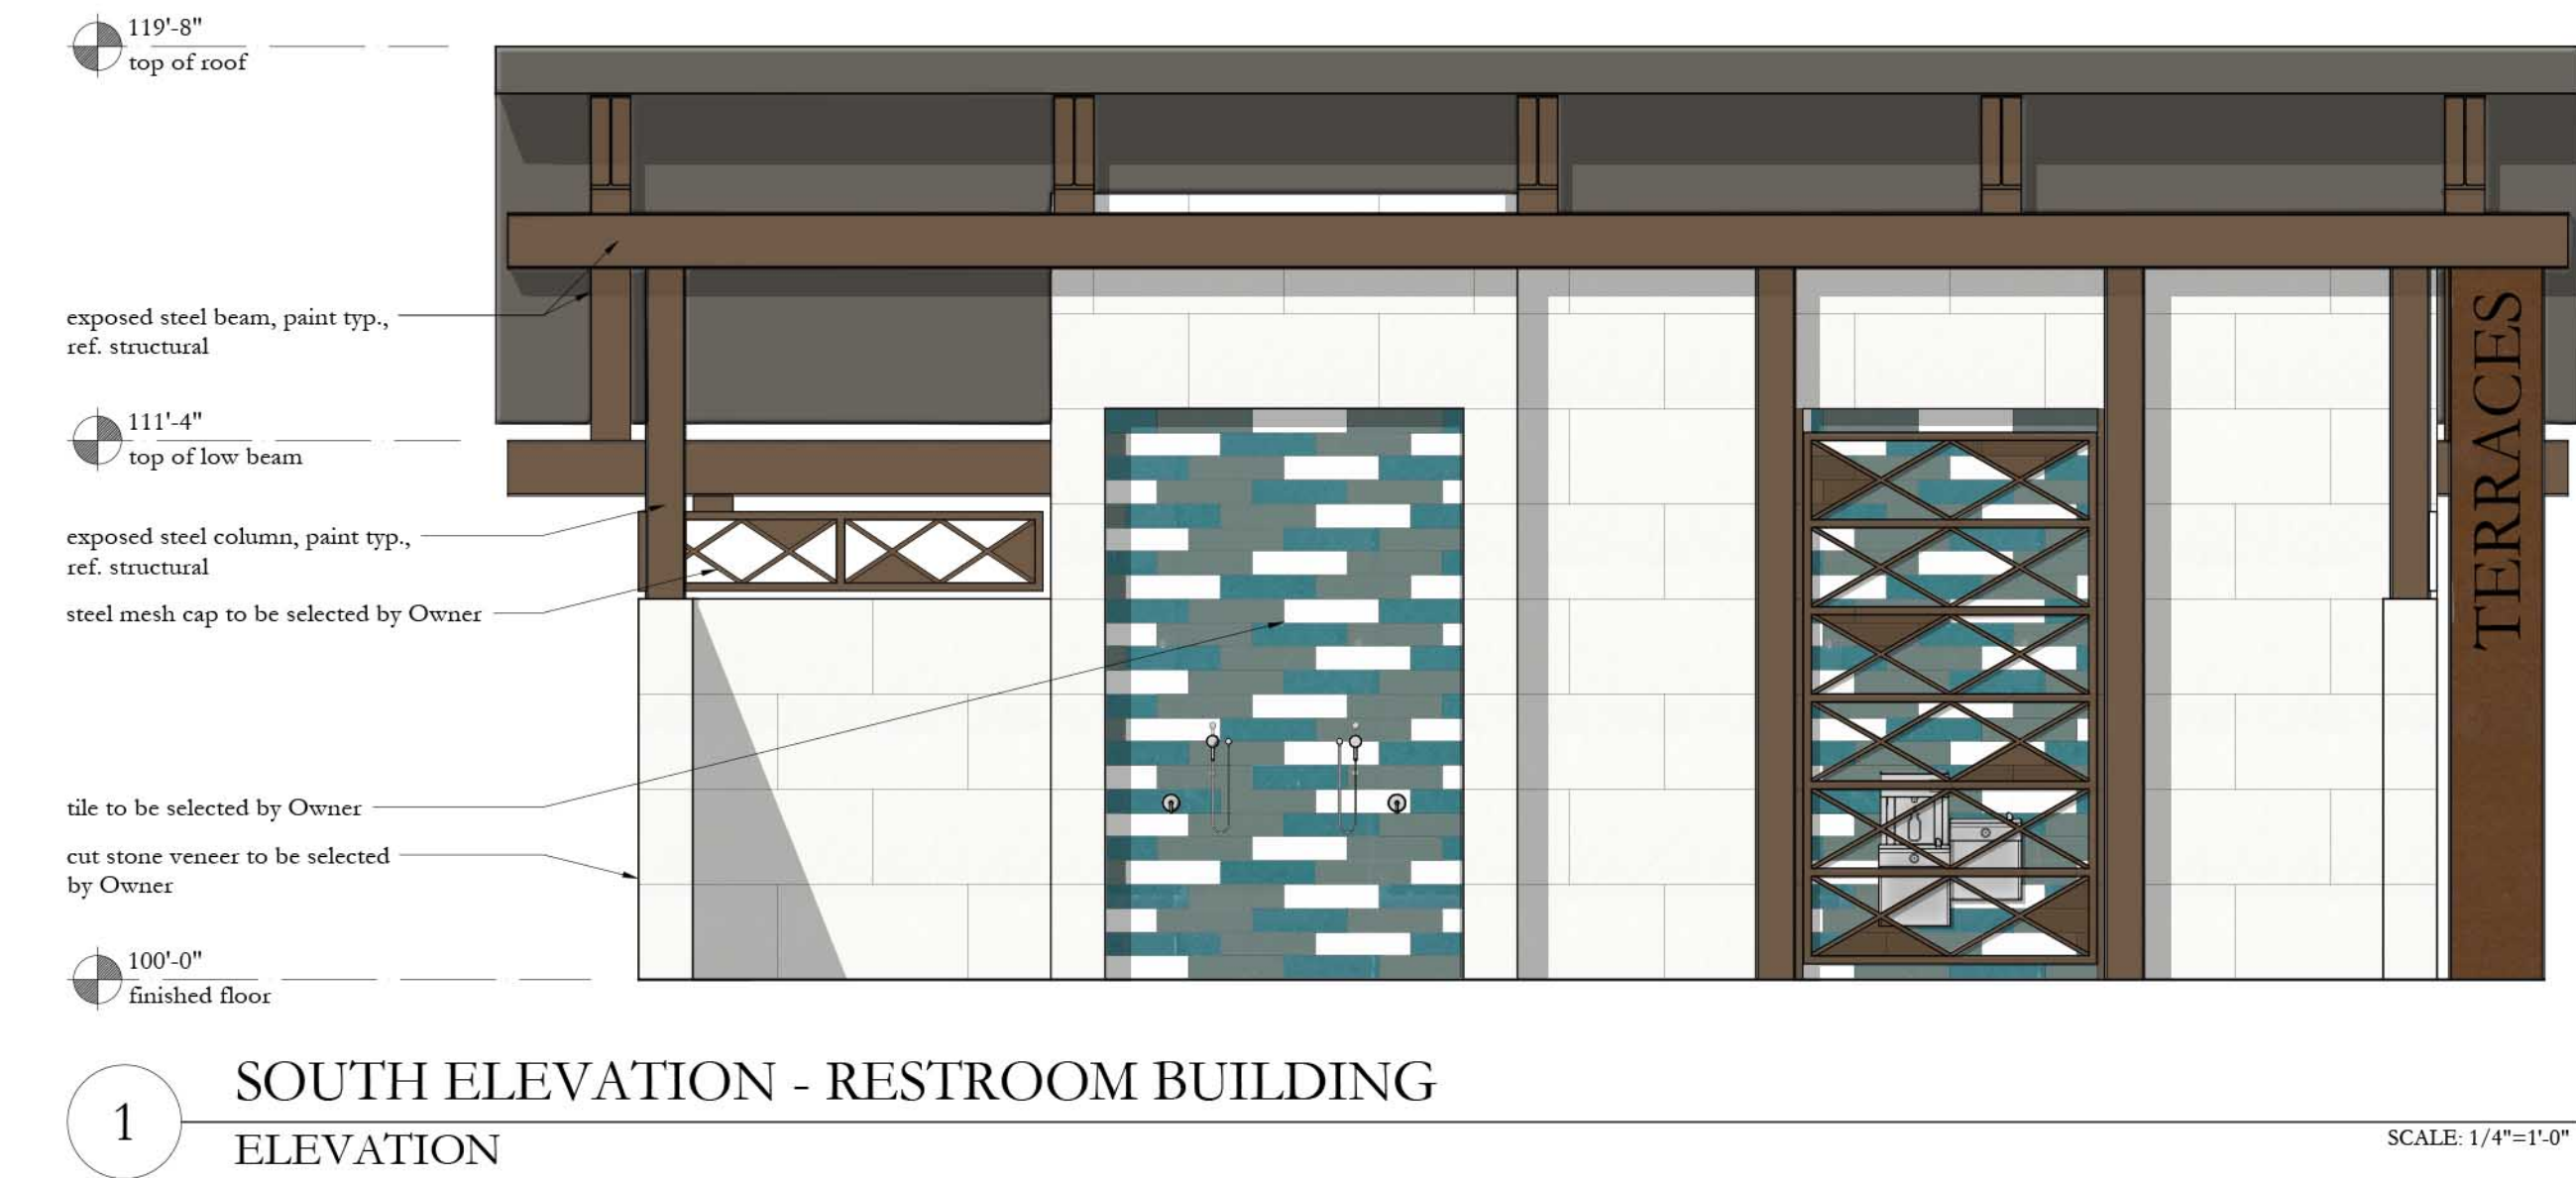 119'-8"
top of roof
TERRACES
exposed steel beam, paint typ.,
ref. structural
111'-4"
top of low beam
exposed steel column, paint typ.,
ref. structural
steel mesh cap to be selected by Owner
tile to be selected by Owner
cut stone veneer to be selected
by Owner
100'-0"
finished floor
1
SOUTH ELEVATION - RESTROOM BUILDING
ELEVATION
SCALE: 1/4"=1'-0"